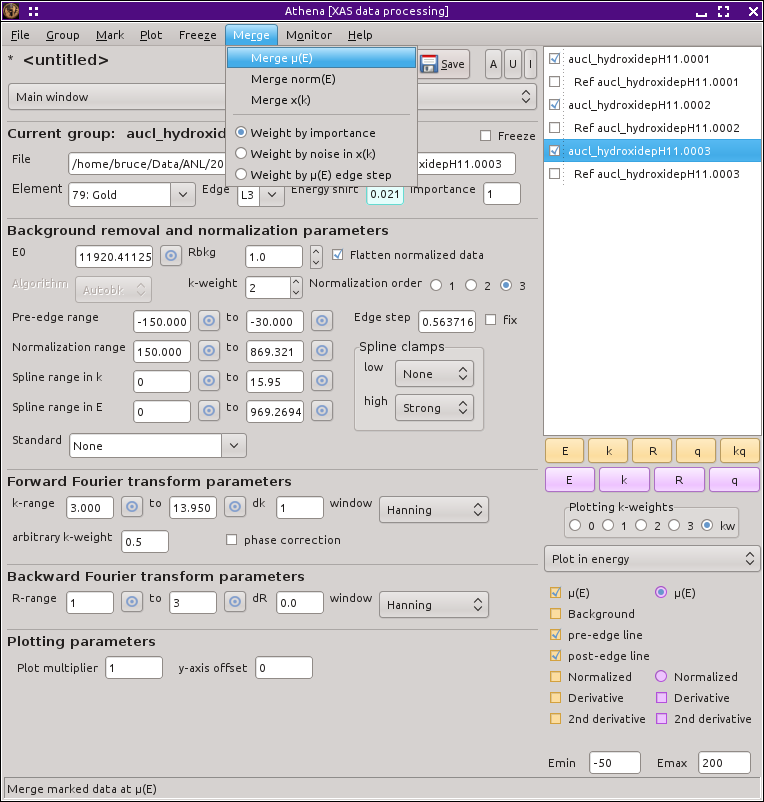 Athena [XAS data processing]
File Group Mark Plot Freeze Merge Monitor Help
* <untitled>
Save A U I
Main window
Merge μ(E)
Merge norm(E)
Merge χ(k)
Weight by importance
Weight by noise in χ(k)
Weight by μ(E) edge step
Current group: aucl_hydroxide
Freeze
File /home/bruce/Data/ANL/20 xidepH11.0003
Element 79: Gold Edge L3 Energy shift 0.021 Importance 1
Background removal and normalization parameters
E0 11920.41125 Rbkg 1.0 Flatten normalized data
Algorithm Autobk k-weight 2 Normalization order 1 2 3
Pre-edge range -150.000 to -30.000 Edge step 0.563716 fix
Normalization range 150.000 to 869.321
Spline clamps
Spline range in k 0 to 15.95
low None
Spline range in E 0 to 969.2694
high Strong
Standard None
Forward Fourier transform parameters
k-range 3.000 to 13.950 dk 1 window Hanning
arbitrary k-weight 0.5 phase correction
Backward Fourier transform parameters
R-range 1 to 3 dR 0.0 window Hanning
Plotting parameters
Plot multiplier 1 y-axis offset 0
aucl_hydroxidepH11.0001
Ref aucl_hydroxidepH11.0001
aucl_hydroxidepH11.0002
Ref aucl_hydroxidepH11.0002
aucl_hydroxidepH11.0003
Ref aucl_hydroxidepH11.0003
E k R q kq
E k R q
Plotting k-weights
0 1 2 3 kw
Plot in energy
μ(E) μ(E)
Background
pre-edge line
post-edge line
Normalized Normalized
Derivative Derivative
2nd derivative 2nd derivative
Emin -50 Emax 200
Merge marked data at μ(E)